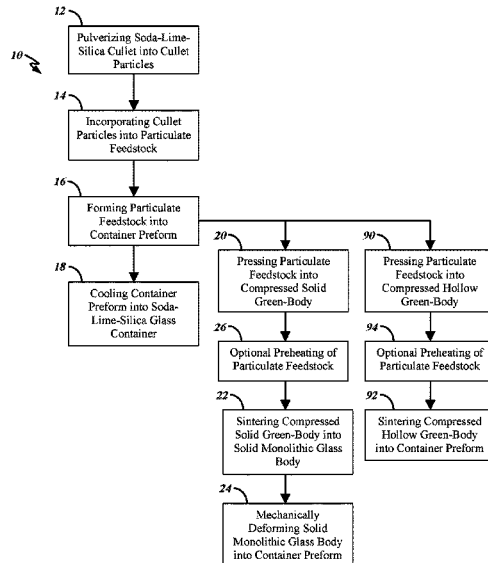 12
Pulverizing Soda-Lime-
Silica Cullet into Cullet
Particles
10
14
Incorporating Cullet
Particles into Particulate
Feedstock
16
Forming Particulate
Feedstock into
Container Preform
18
Cooling Container
Preform into Soda-
Lime-Silica Glass
Container
20
Pressing Particulate
Feedstock into
Compressed Solid
Green-Body
26
Optional Preheating of
Particulate Feedstock
22
Sintering Compressed
Solid Green-Body into
Solid Monolithic Glass
Body
24
Mechanically
Deforming Solid
Monolithic Glass Body
into Container Preform
90
Pressing Particulate
Feedstock into
Compressed Hollow
Green-Body
94
Optional Preheating of
Particulate Feedstock
92
Sintering Compressed
Hollow Green-Body
into Container Preform